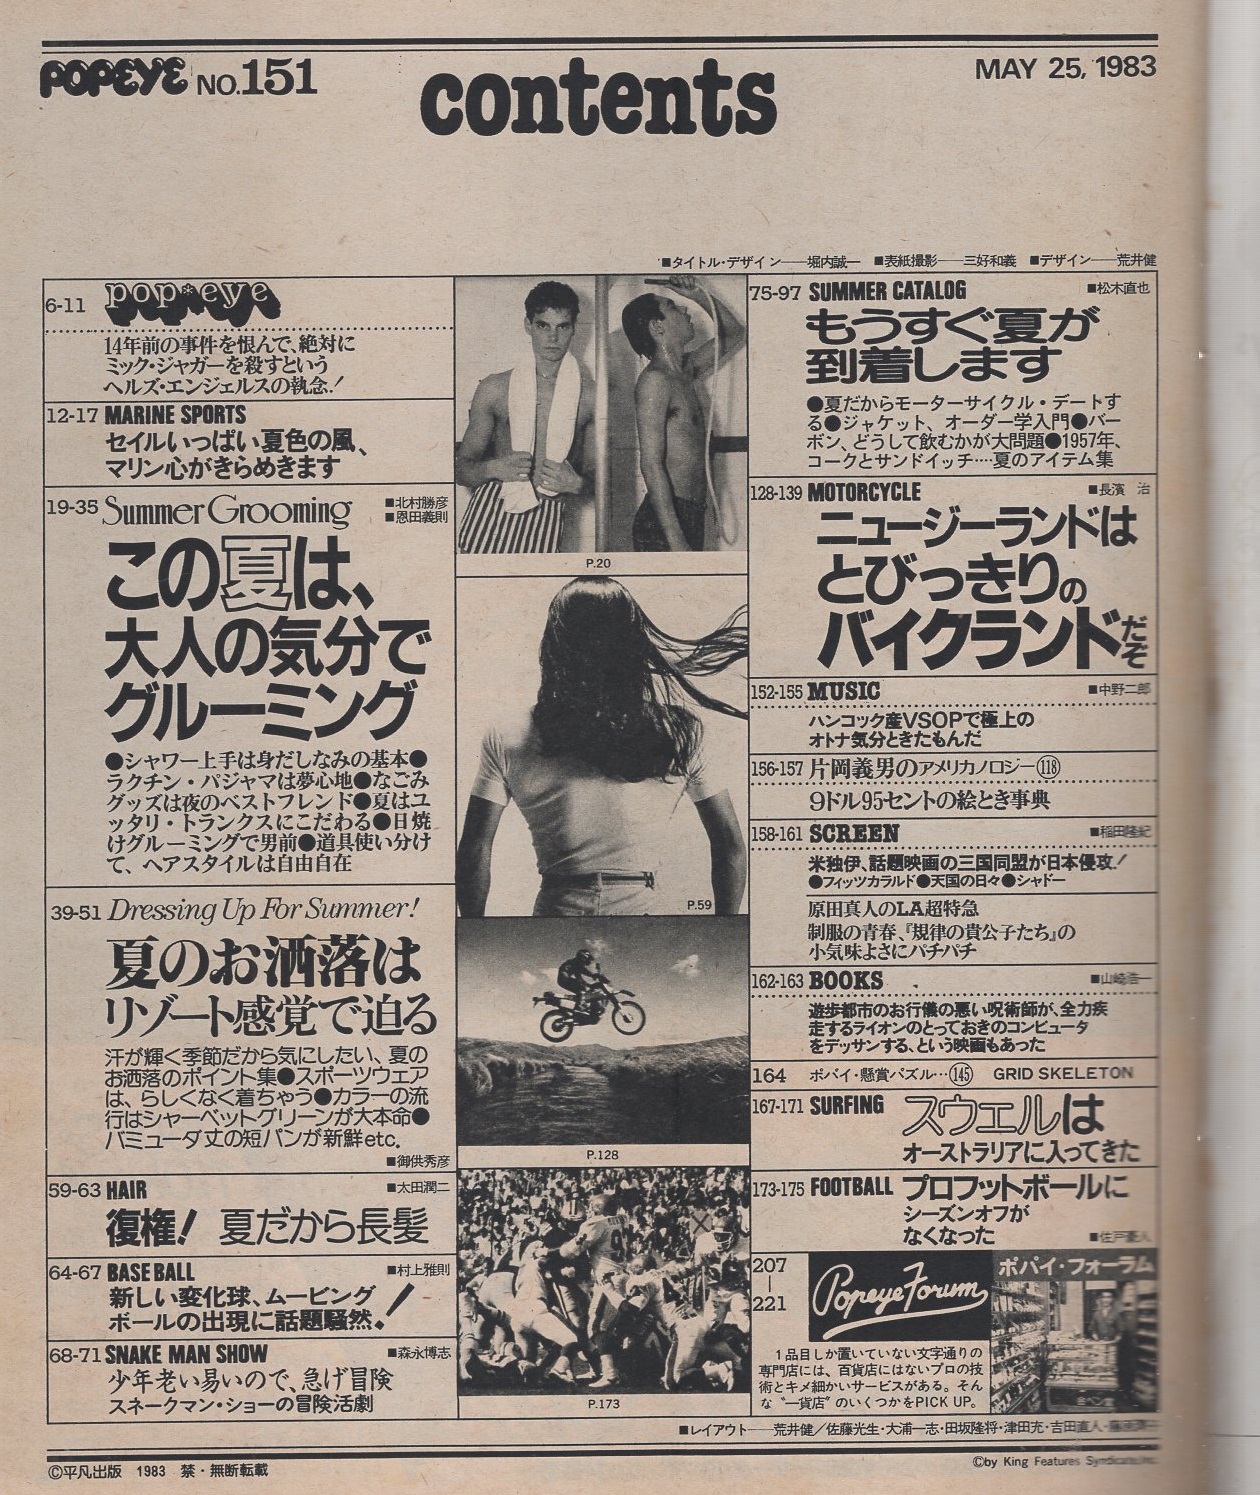 POPEYE NO.151
contents
MAY 25, 1983
■タイトル・デザイン——堀内誠一 ■表紙撮影——三好和義 ■デザイン——荒井健
6-11 pop*eye
14年前の事件を恨んで、絶対に
ミック・ジャガーを殺すという
ヘルズ・エンジェルスの執念!
12-17 MARINE SPORTS
セイルいっぱい夏色の風、
マリン心がきらめきます
19-35 Summer Grooming
■北村勝彦
■恩田義則
この夏は、
大人の気分で
グルーミング
●シャワー上手は身だしなみの基本●
ラクチン・パジャマは夢心地●なごみ
グッズは夜のベストフレンド●夏はユ
ッタリ・トランクスにこだわる●日焼
けグルーミングで男前●道具使い分け
て、ヘアスタイルは自由自在
39-51 Dressing Up For Summer!
夏のお洒落は
リゾート感覚で迫る
汗が輝く季節だから気にしたい、夏の
お洒落のポイント集●スポーツウェア
は、らしくなく着ちゃう●カラーの流
行はシャーベットグリーンが大本命●
バミューダ丈の短パンが新鮮etc.
■御供秀彦
59-63 HAIR ■太田潤二
復権! 夏だから長髪
64-67 BASE BALL ■村上雅則
新しい変化球、ムービング
ボールの出現に話題騒然!
68-71 SNAKE MAN SHOW ■森永博志
少年老い易いので、急げ冒険
スネークマン・ショーの冒険活劇
P.20
P.59
P.128
P.173
75-97 SUMMER CATALOG ■松木直也
もうすぐ夏が
到着します
●夏だからモーターサイクル・デートす
る●ジャケット、オーダー学入門●バー
ボン、どうして飲むかが大問題●1957年、
コークとサンドイッチ‥‥夏のアイテム集
128-139 MOTORCYCLE ■長濱 治
ニュージーランドは
とびっきりの
バイクランドだぞ
152-155 MUSIC ■中野二郎
ハンコック産VSOPで極上の
オトナ気分ときたもんだ
156-157 片岡義男のアメリカノロジー(118)
9ドル95セントの絵とき事典
158-161 SCREEN ■稲田隆紀
米独伊、話題映画の三国同盟が日本侵攻!
●フィッツカラルド●天国の日々●シャドー
原田真人のLA超特急
制服の青春、『規律の貴公子たち』の
小気味よさにパチパチ
162-163 BOOKS ■山崎浩一
遊歩都市のお行儀の悪い呪術師が、全力疾
走するライオンのとっておきのコンピュータ
をデッサンする、という映画もあった
164 ポパイ・懸賞パズル…(145) GRID SKELETON
167-171 SURFING スウェルは
オーストラリアに入ってきた
173-175 FOOTBALL プロフットボールに
シーズンオフが
なくなった
■佐戸豪人
207
|
221
Popeye Forum
ポパイ・フォーラム
1品目しか置いていない文字通りの
専門店には、百貨店にはないプロの技
術とキメ細かいサービスがある。そん
な〝一貨店〟のいくつかをPICK UP。
■レイアウト——荒井健/佐藤光生・大浦一志・田坂隆将・津田充・吉田直人・
©平凡出版 1983 禁・無断転載
©by King Features Syndicate, Inc.